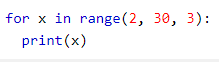 for x in range(2, 30, 3):
  print(x)